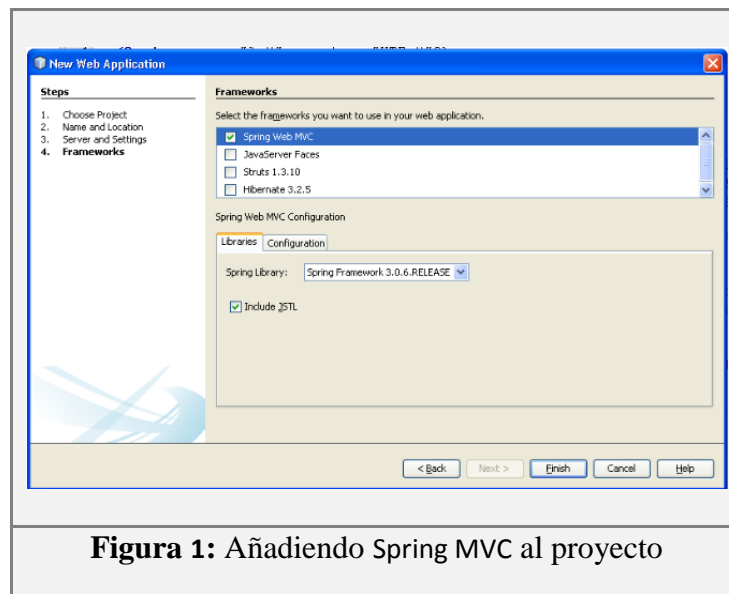 New Web Application
Steps
1. Choose Project
2. Name and Location
3. Server and Settings
4. Frameworks
Frameworks
Select the frameworks you want to use in your web application.
Spring Web MVC
JavaServer Faces
Struts 1.3.10
Hibernate 3.2.5
Spring Web MVC Configuration
Libraries Configuration
Spring Library: Spring Framework 3.0.6.RELEASE
Include JSTL
< Back Next > Finish Cancel Help
Figura 1: Añadiendo Spring MVC al proyecto